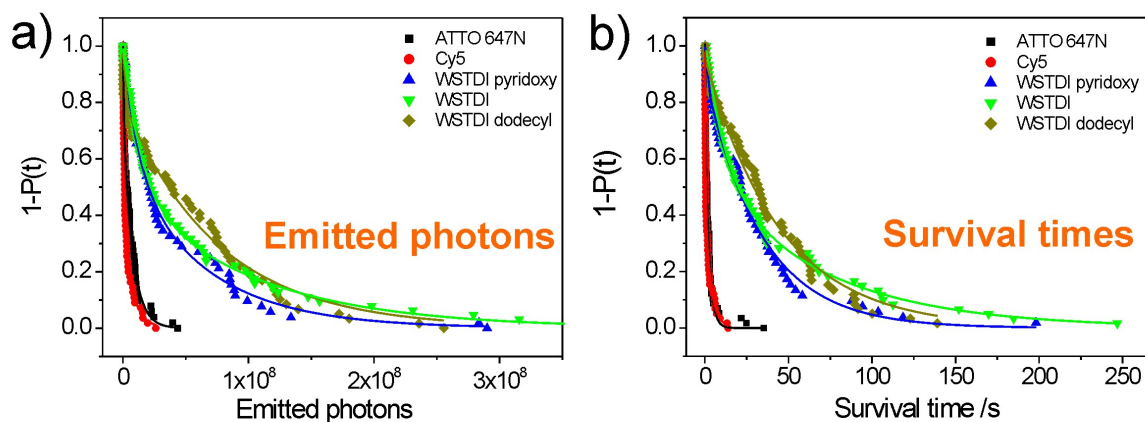 a)
ATTO 647N
Cy5
WSTDI pyridoxy
WSTDI
WSTDI dodecyl
1.0
0.8
0.6
0.4
0.2
0.0
1-P(t)
Emitted photons
0
1x10⁸
2x10⁸
3x10⁸
Emitted photons
b)
ATTO 647N
Cy5
WSTDI pyridoxy
WSTDI
WSTDI dodecyl
1.0
0.8
0.6
0.4
0.2
0.0
1-P(t)
Survival times
0
50
100
150
200
250
Survival time /s